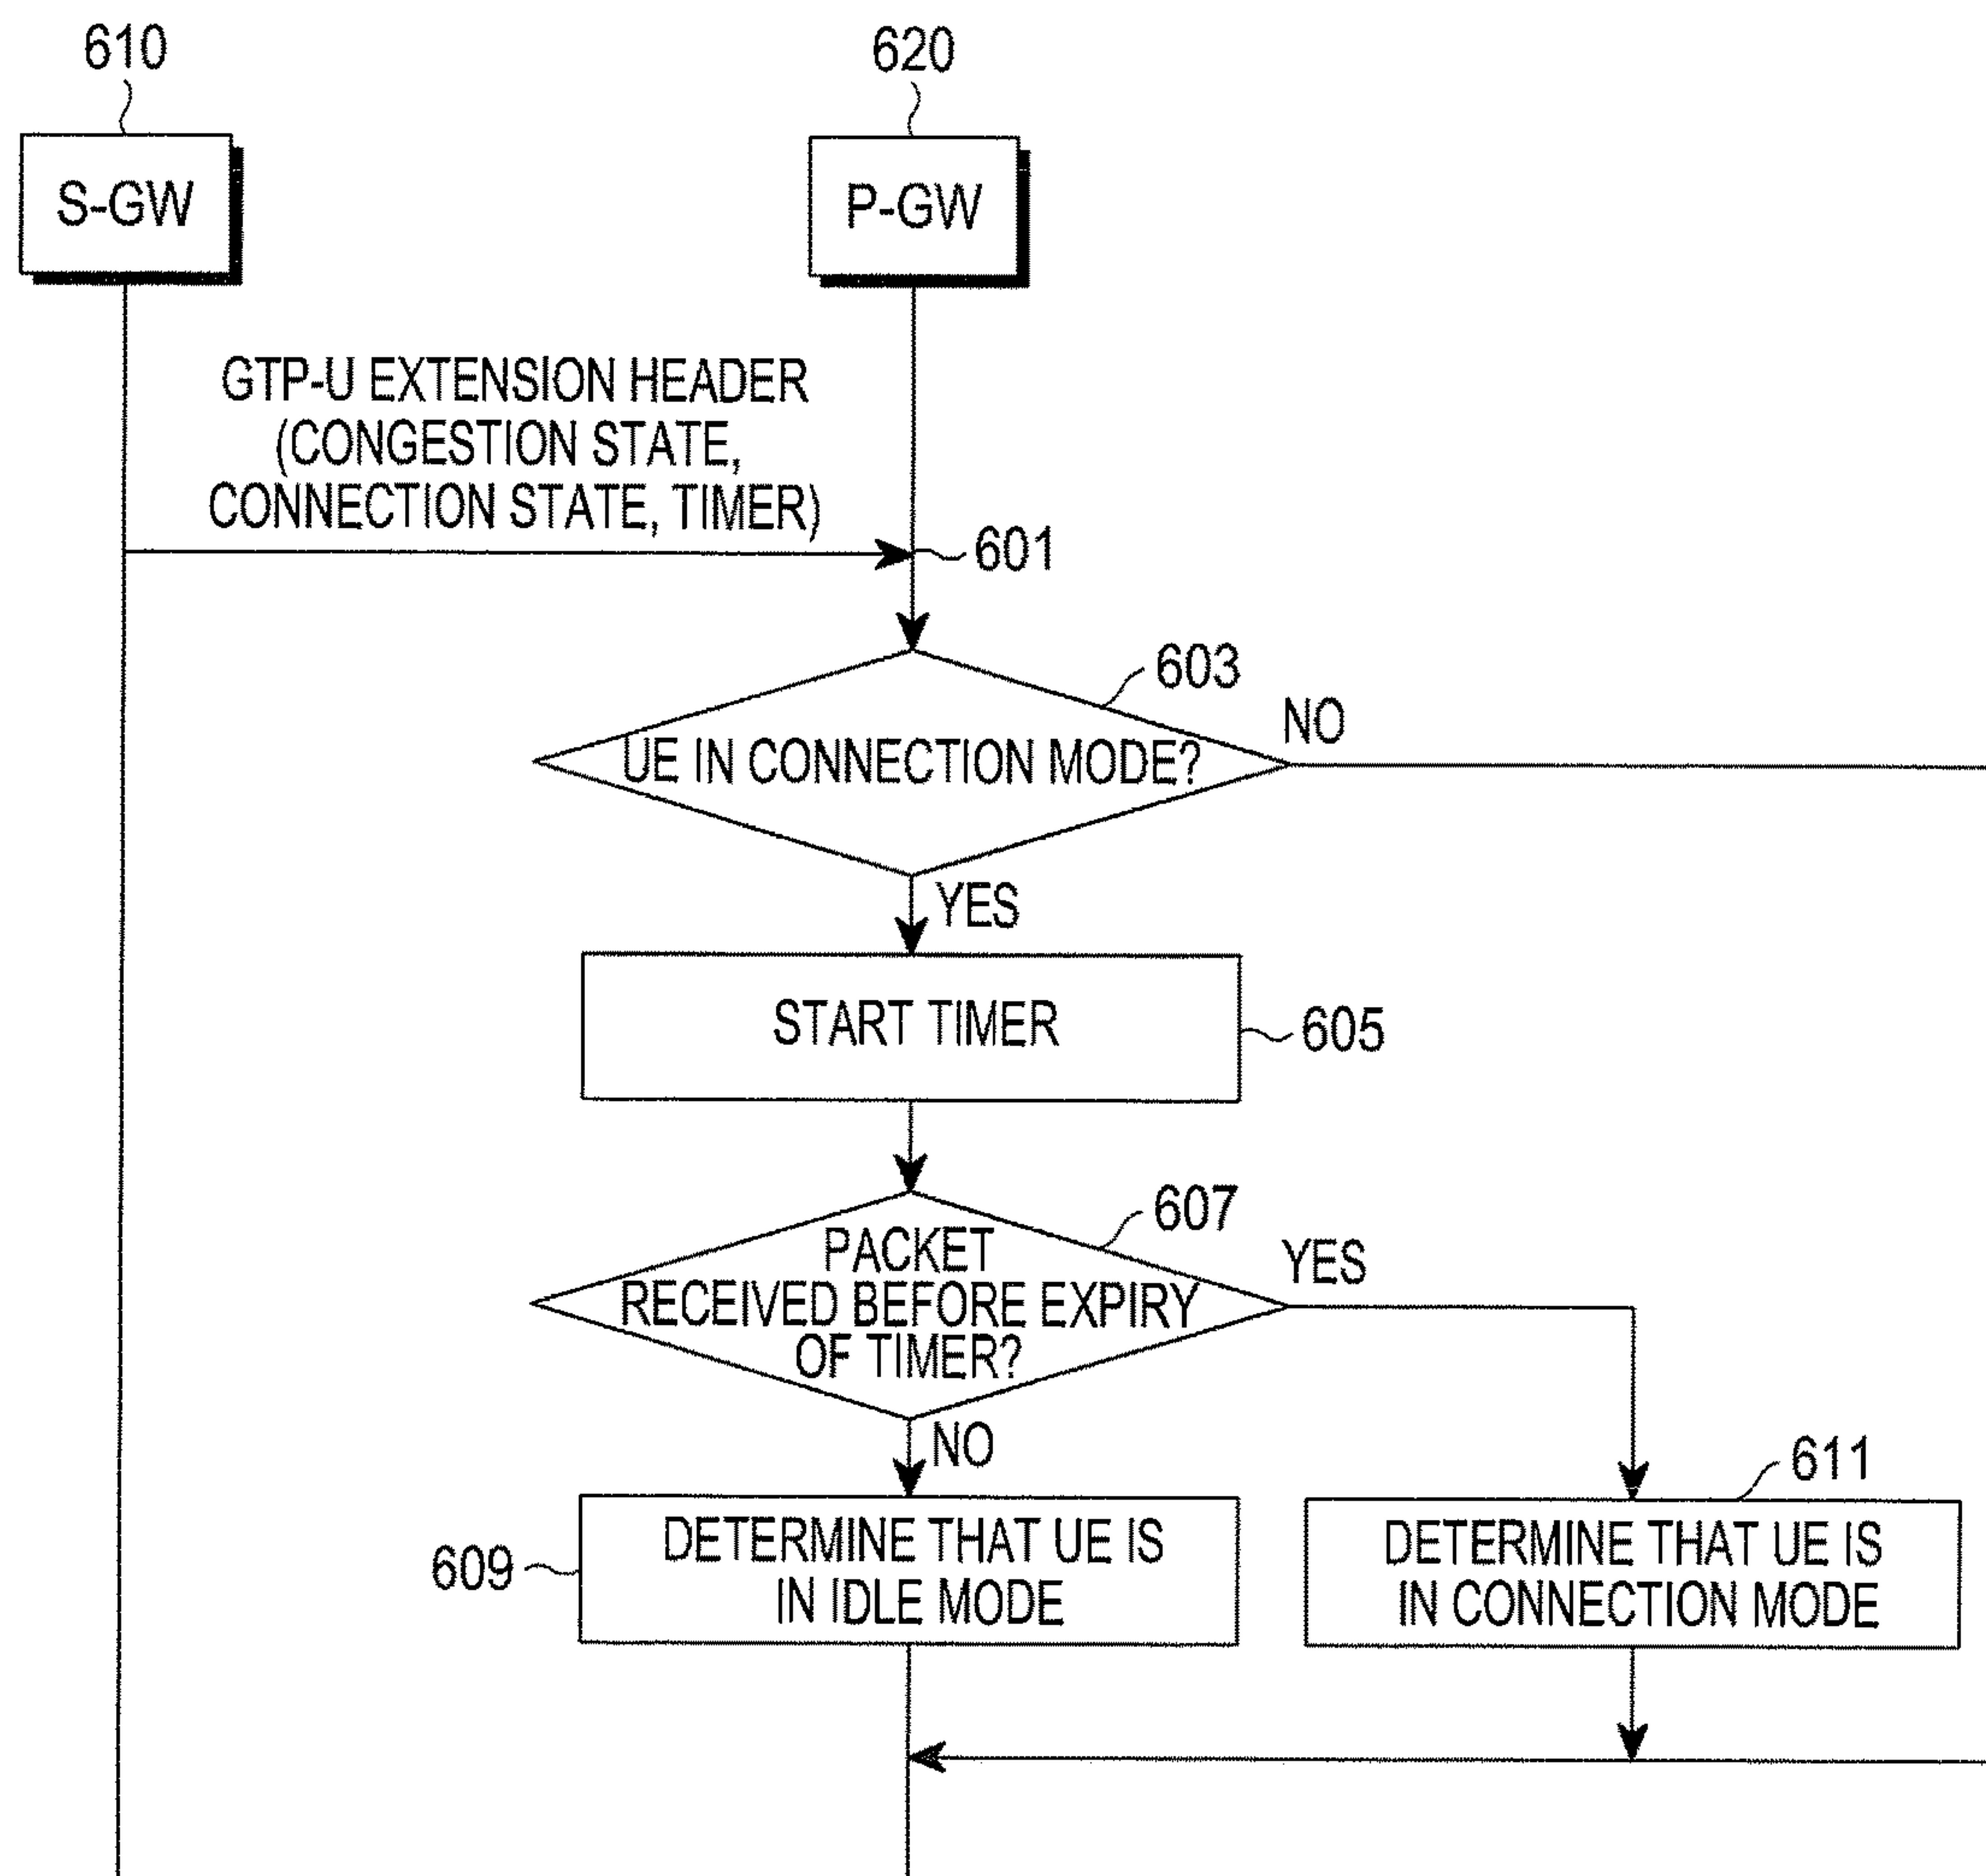 610
620
S-GW
P-GW
GTP-U EXTENSION HEADER
(CONGESTION STATE,
CONNECTION STATE, TIMER)
601
603
UE IN CONNECTION MODE?
NO
YES
START TIMER
605
607
PACKET
RECEIVED BEFORE EXPIRY
OF TIMER?
YES
NO
609
DETERMINE THAT UE IS
IN IDLE MODE
611
DETERMINE THAT UE IS
IN CONNECTION MODE